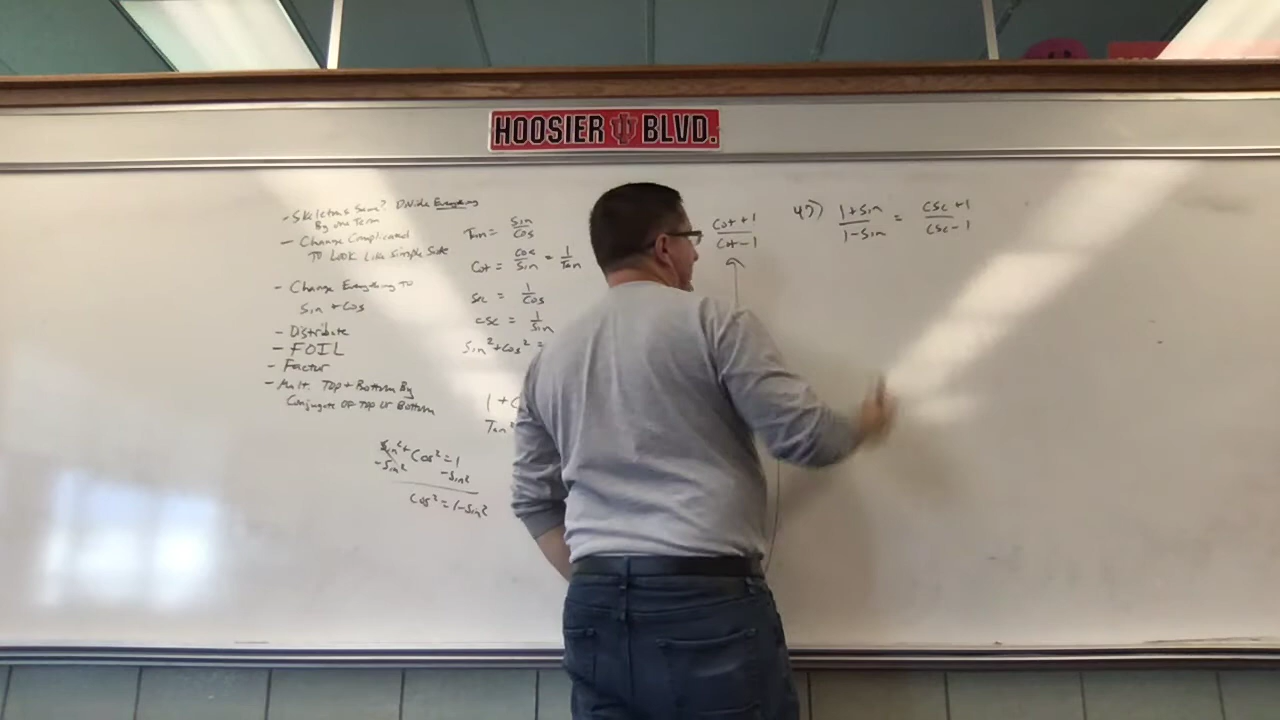 HOOSIER BLVD.
- Skeletons Same? Divide Everything
By one Term
- Change Complicated
To Look Like Simple Side
- Change Everything To
Sin + Cos
- Distribute
- FOIL
- Factor
- Mult. Top + Bottom By
Conjugate OF Top or Bottom
Tan = Sin/Cos
Cot = Cos/Sin = 1/Tan
Sec = 1/Cos
csc = 1/Sin
Sin²+Cos² =
1 + C
Tan²
Sin²+Cos²=1
-Sin² -Sin²
Cos²=1-Sin²
Cot+1/Cot-1
47) 1+Sin/1-Sin = CSC+1/CSC-1